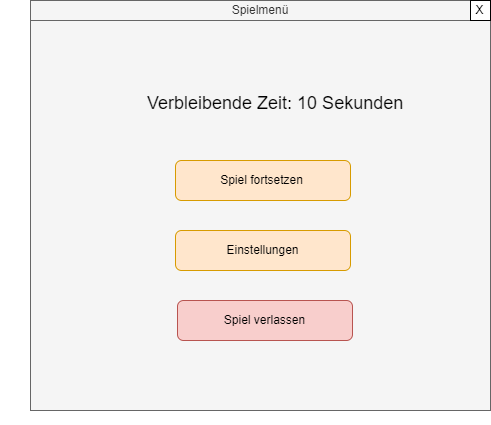 Spielmenü
X
Verbleibende Zeit: 10 Sekunden
Spiel fortsetzen
Einstellungen
Spiel verlassen